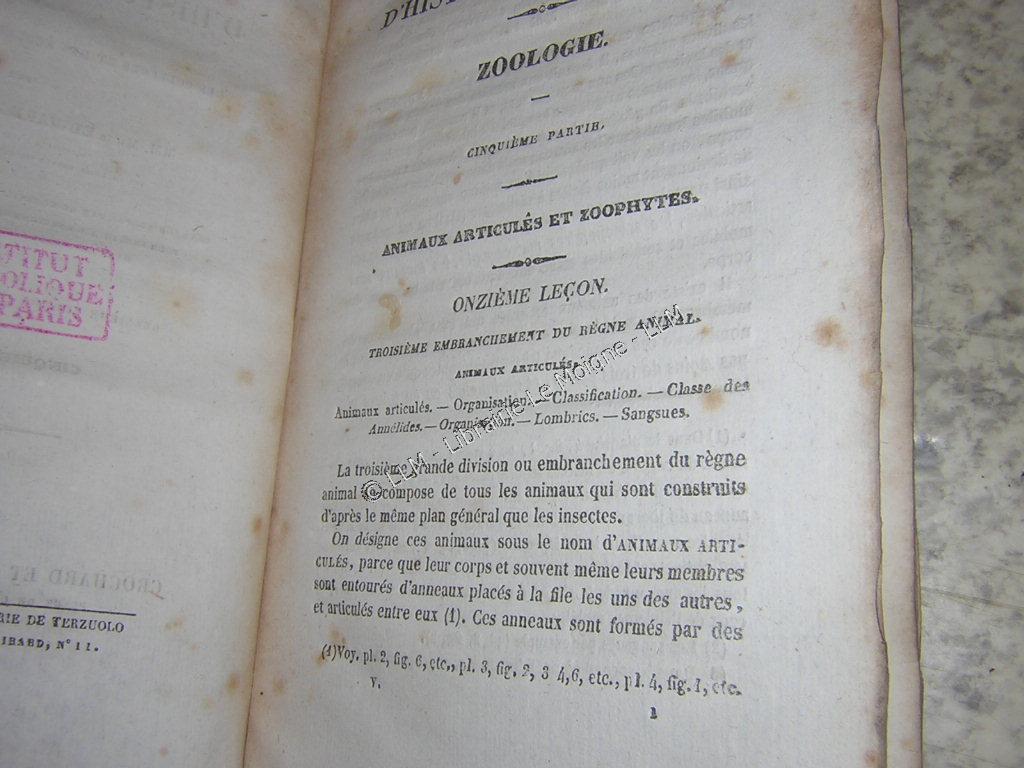 TITUT
OLIQUE
PARIS
RIE DE TERZUOLO
N° 11.
D'HIS
ZOOLOGIE.
CINQUIÈME PARTIE.
ANIMAUX ARTICULÉS ET ZOOPHYTES.
ONZIÈME LEÇON.
TROISIÈME EMBRANCHEMENT DU RÈGNE ANIMAL.
ANIMAUX ARTICULÉS.
Animaux articulés. — Organisation. — Classification. — Classe des
Annélides. — Organisation. — Lombrics. — Sangsues.
La troisième grande division ou embranchement du règne
animal se compose de tous les animaux qui sont construits
d'après le même plan général que les insectes.
On désigne ces animaux sous le nom d'ANIMAUX ARTI-
CULÉS, parce que leur corps et souvent même leurs membres
sont entourés d'anneaux placés à la file les uns des autres,
et articulés entre eux (1). Ces anneaux sont formés par des
(1) Voy. pl. 2, fig. 6, etc., pl. 3, fig. 2, 3 4,6, etc., pl. 4, fig. 1, etc.
V.
1
© LLM - Librairie Le Moigne - LLM